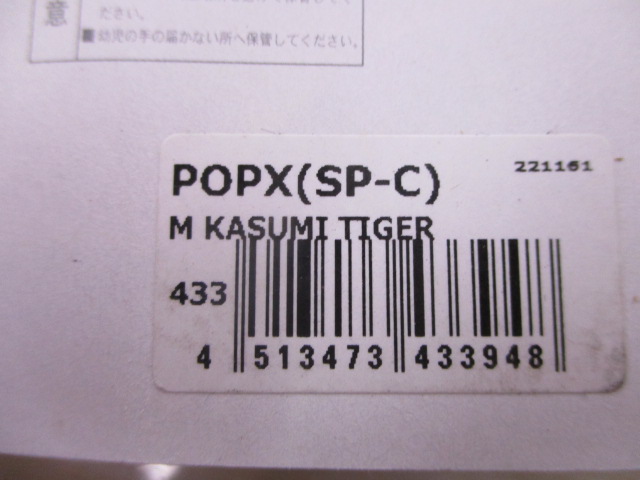 意
ださい。
■幼児の手の届かない所へ保管してください。
POPX(SP-C)
221161
M KASUMI TIGER
433
4 513473 433948